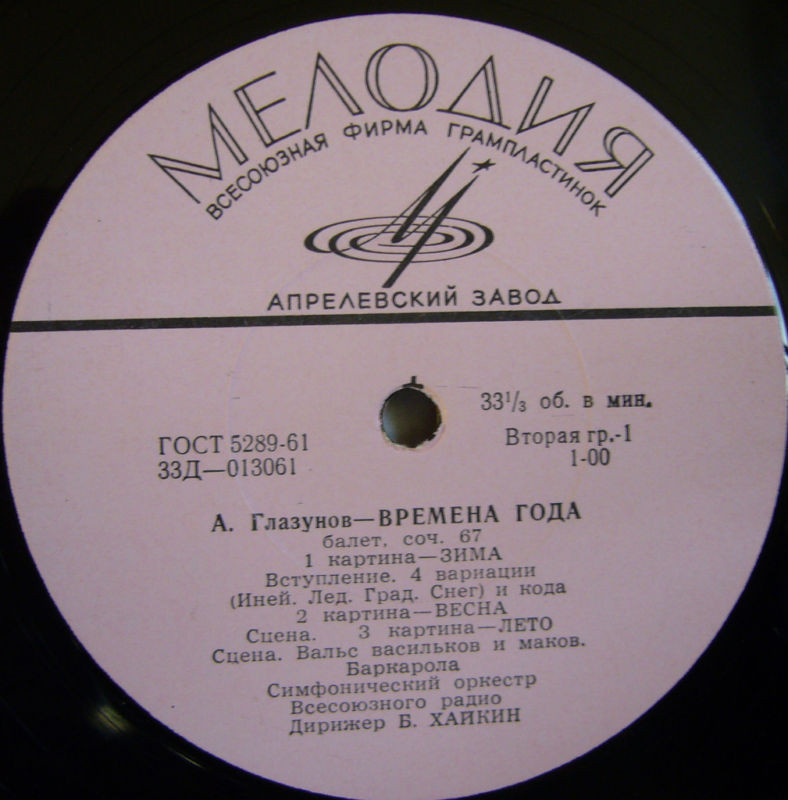 МЕЛОДИЯ
ВСЕСОЮЗНАЯ ФИРМА ГРАМПЛАСТИНОК
АПРЕЛЕВСКИЙ ЗАВОД
33⅓ об. в мин.
ГОСТ 5289-61
Вторая гр.-1
33Д—013061
1-00
А. Глазунов—ВРЕМЕНА ГОДА
балет, соч. 67
1 картина—ЗИМА
Вступление. 4 вариации
(Иней. Лед. Град. Снег) и кода
2 картина—ВЕСНА
Сцена. 3 картина—ЛЕТО
Сцена. Вальс васильков и маков.
Баркарола
Симфонический оркестр
Всесоюзного радио
Дирижер Б. ХАЙКИН